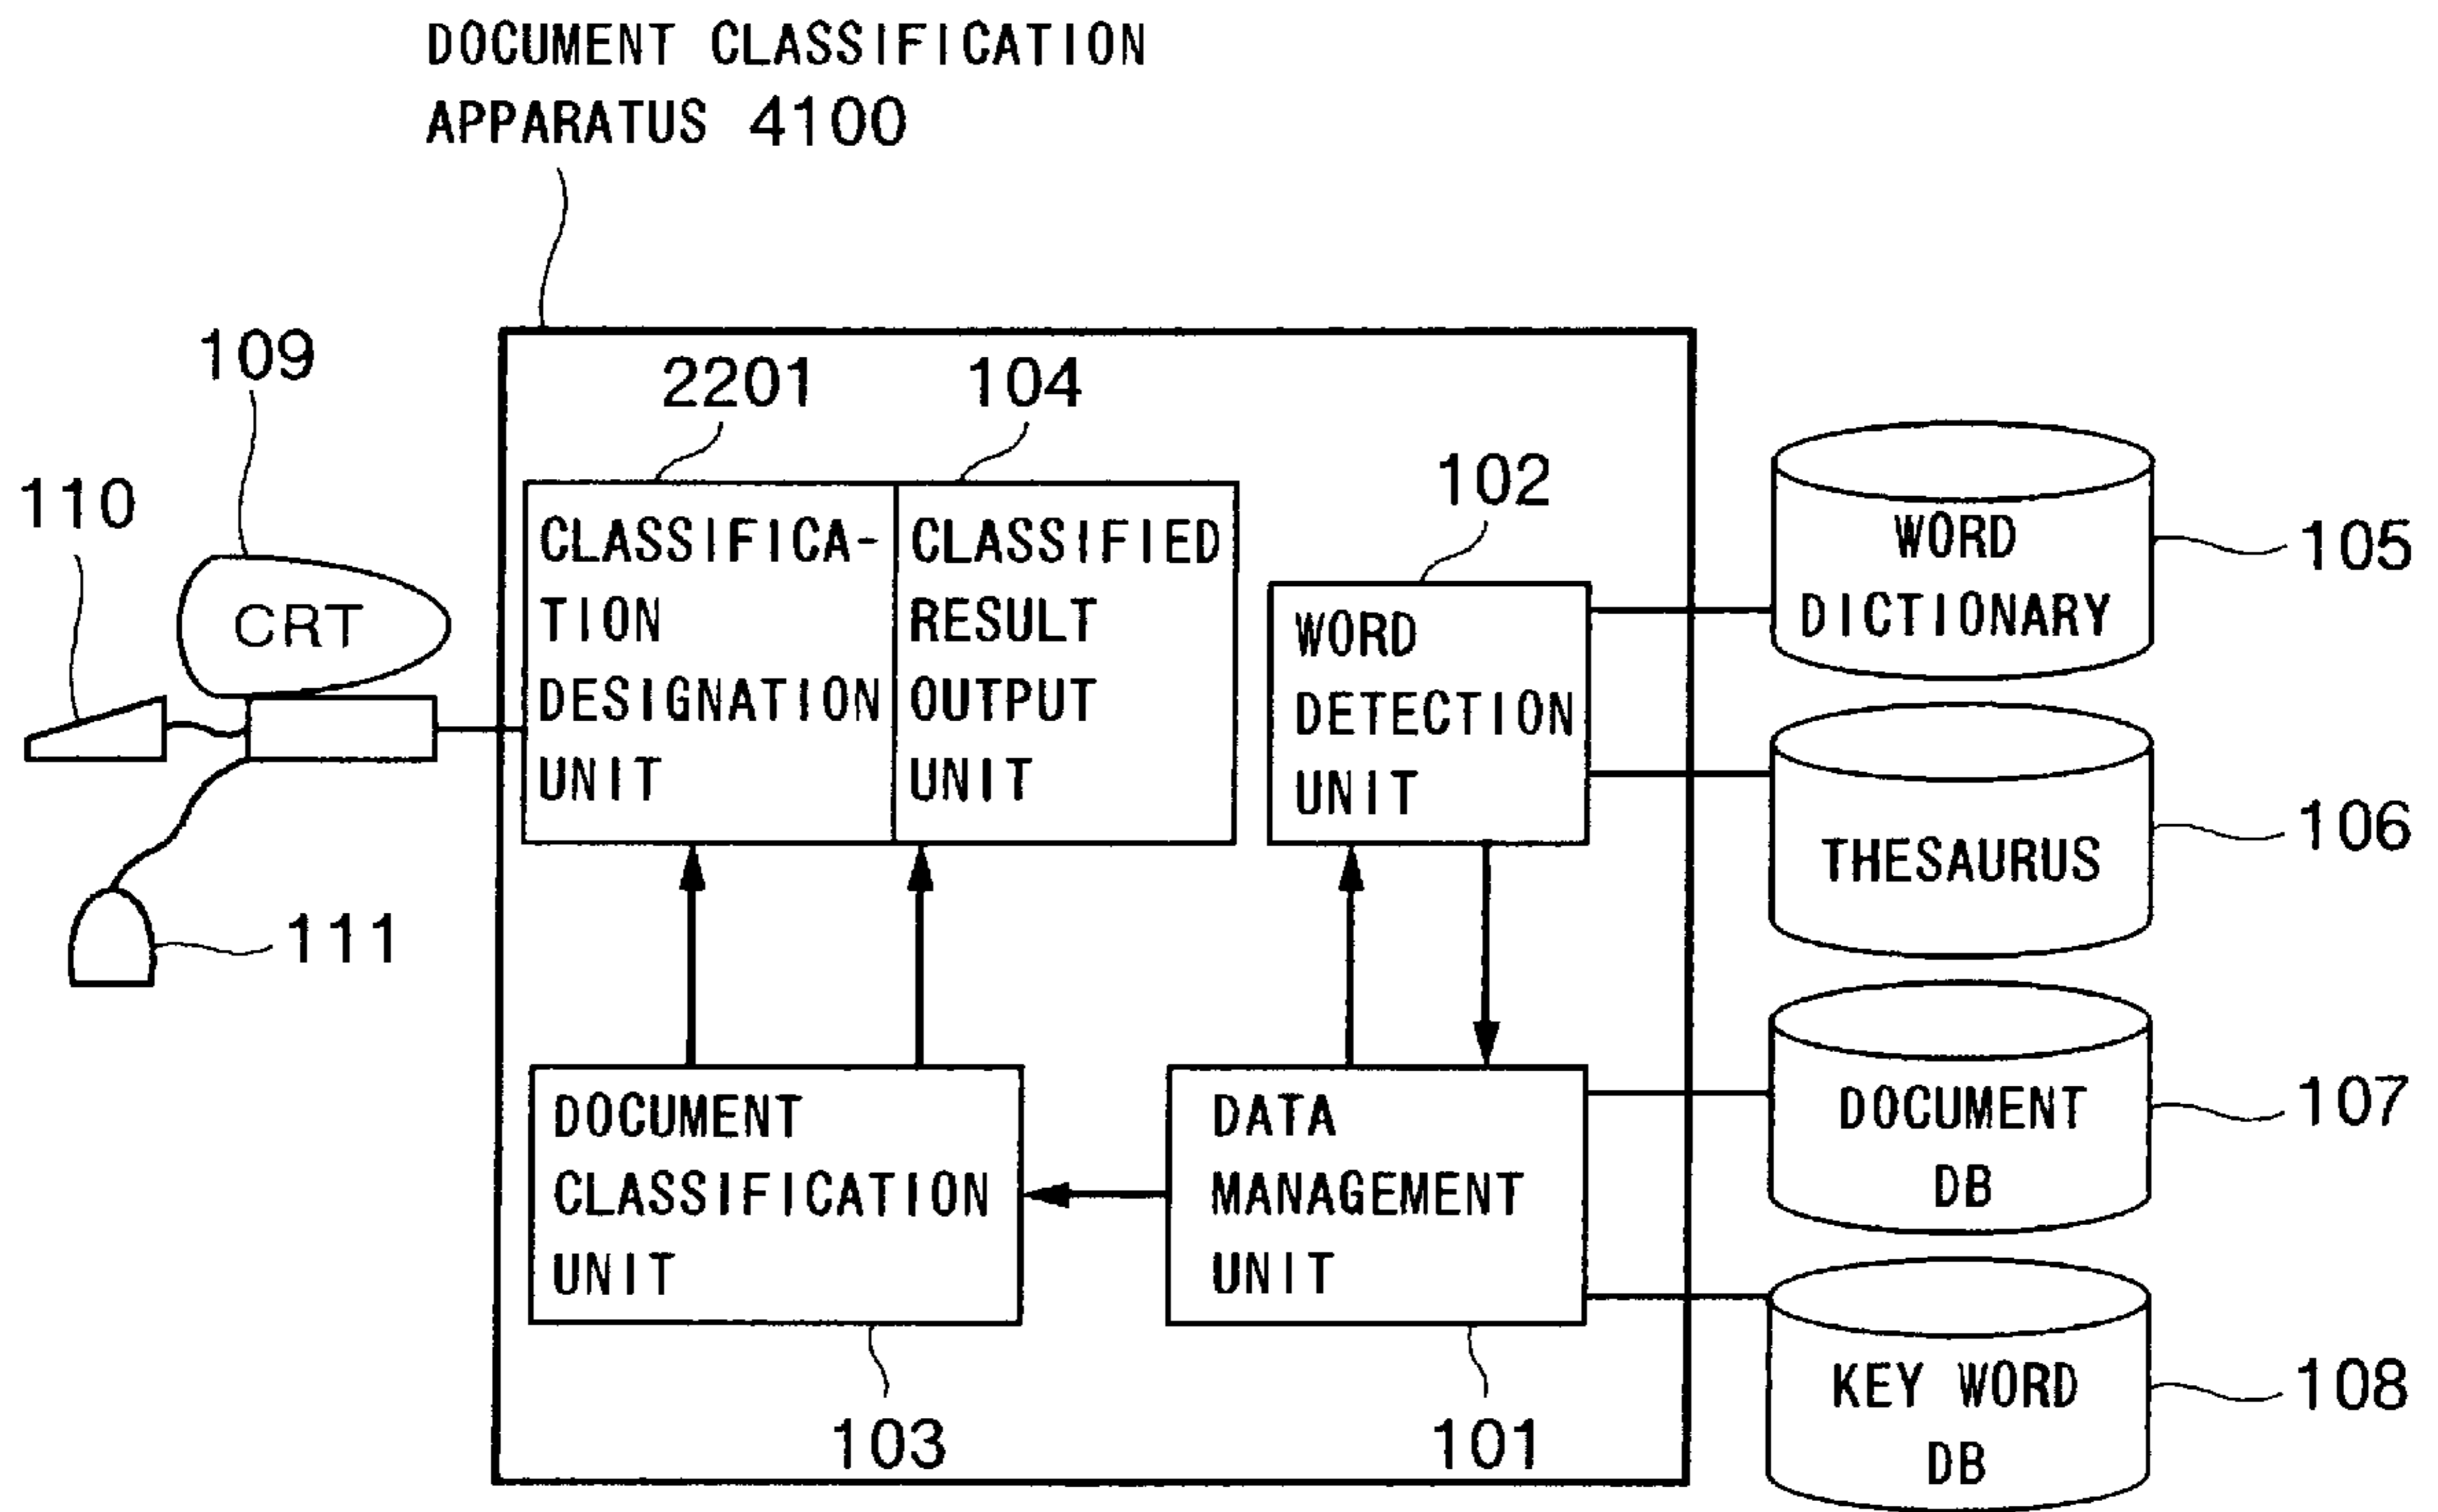 DOCUMENT CLASSIFICATION
APPARATUS 4100
109
110
CRT
111
2201
104
102
CLASSIFICA-
TION
DESIGNATION
UNIT
CLASSIFIED
RESULT
OUTPUT
UNIT
WORD
DETECTION
UNIT
WORD
DICTIONARY
105
THESAURUS
106
DOCUMENT
CLASSIFICATION
UNIT
103
DATA
MANAGEMENT
UNIT
101
DOCUMENT
DB
107
KEY WORD
DB
108